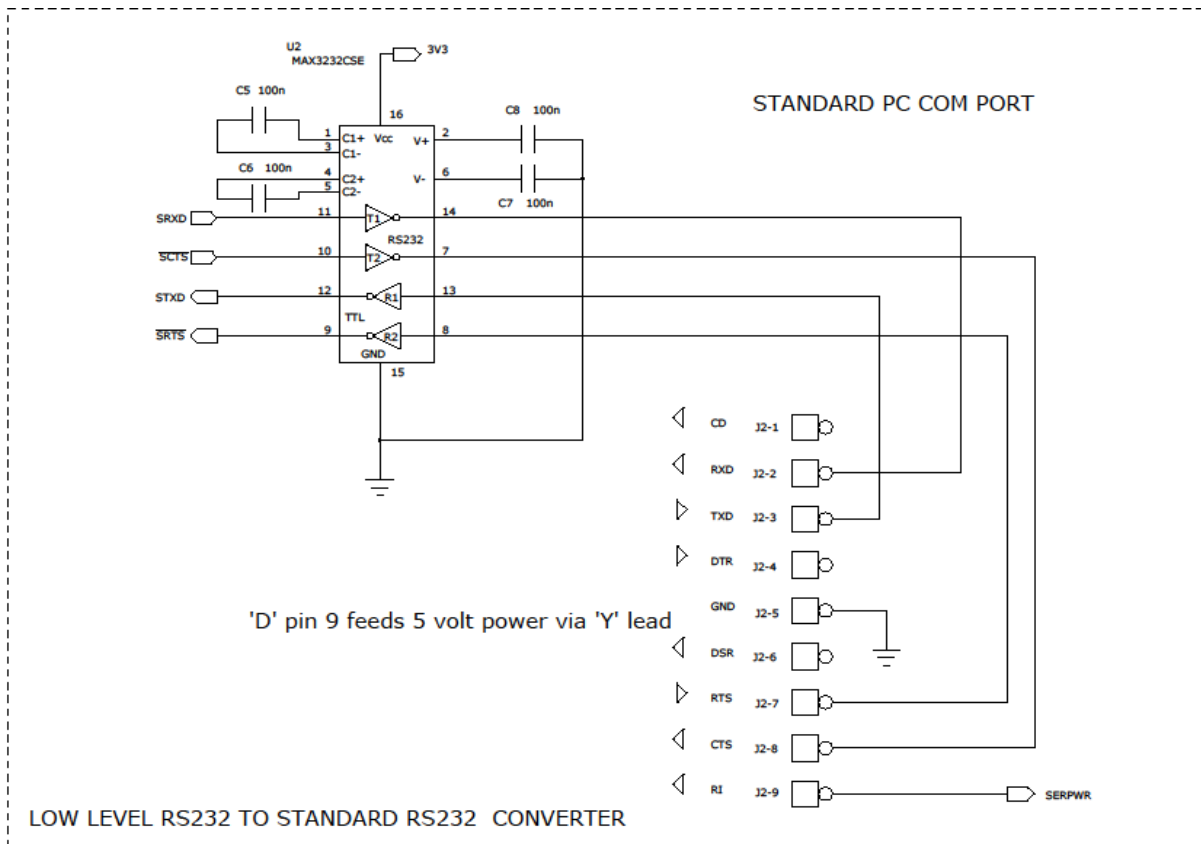 U2
MAX3232CSE
3V3
STANDARD PC COM PORT
C5 100n
16
C8 100n
1 C1+ Vcc V+ 2
3 C1-
C6 100n
4 C2+ V- 6
5 C2-
C7 100n
SRXD 11 T1 14
RS232
SCTS 10 T2 7
STXD 12 R1 13
TTL
SRTS 9 R2 8
GND
15
CD J2-1
RXD J2-2
TXD J2-3
DTR J2-4
GND J2-5
'D' pin 9 feeds 5 volt power via 'Y' lead
DSR J2-6
RTS J2-7
CTS J2-8
RI J2-9 SERPWR
LOW LEVEL RS232 TO STANDARD RS232 CONVERTER